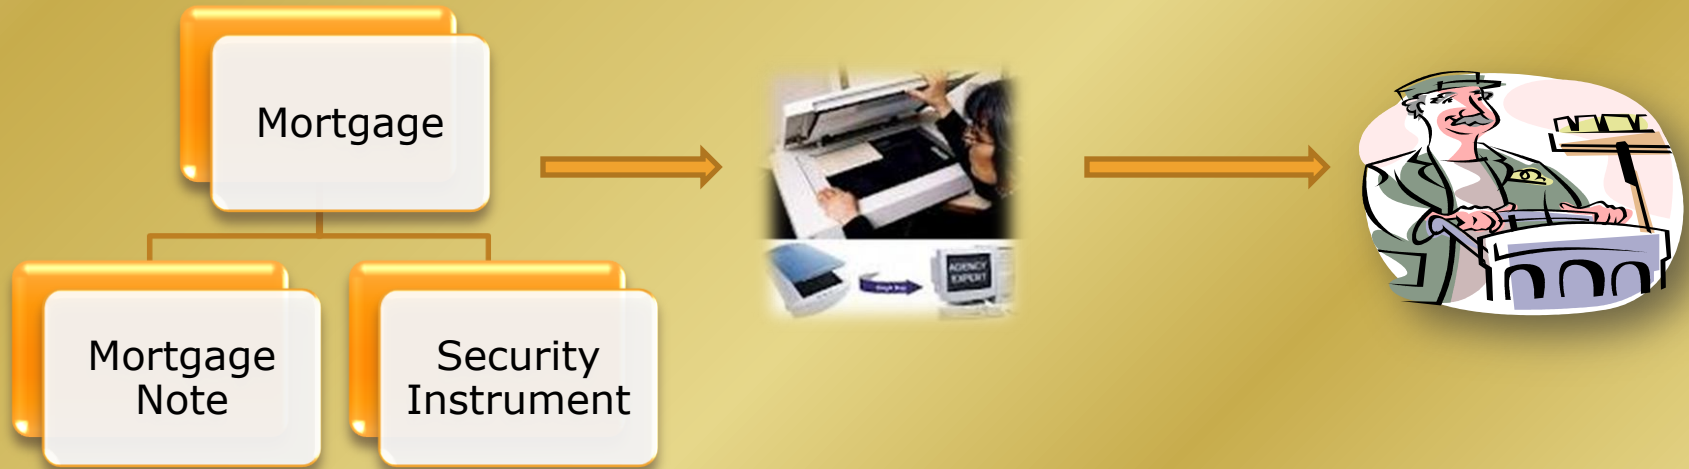 Mortgage
Mortgage
Note
Security
Instrument
AGENCY
EXPERT